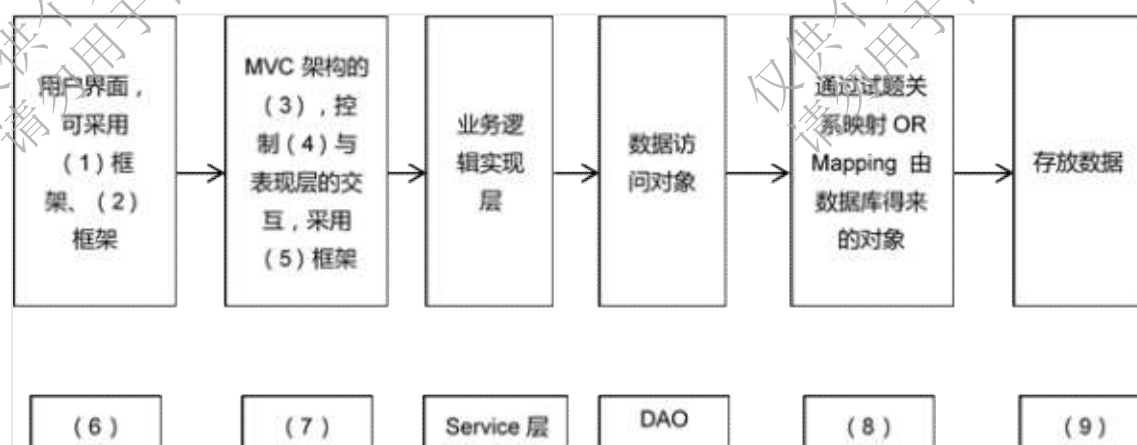 用户界面，
可采用
（1）框
架、（2）
框架
MVC 架构的
（3），控
制（4）与
表现层的交
互，采用
（5）框架
业务逻
辑实现
层
数据访
问对象
通过试题关
系映射 OR
Mapping 由
数据库得来
的对象
存放数据
（6）
（7）
Service 层
DAO
（8）
（9）